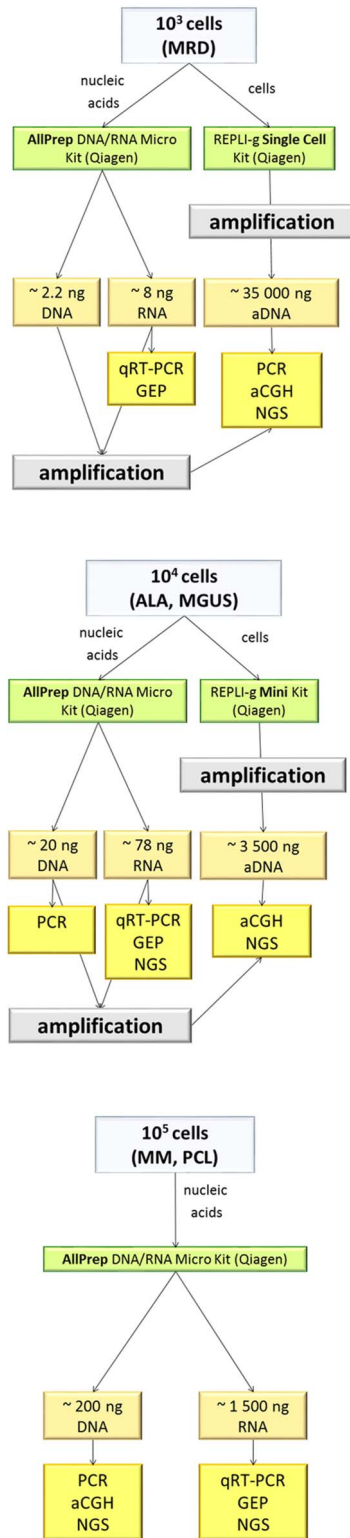 10³ cells
(MRD)
nucleic
acids
cells
AllPrep DNA/RNA Micro
Kit (Qiagen)
REPLI-g Single Cell
Kit (Qiagen)
amplification
~ 2.2 ng
DNA
~ 8 ng
RNA
~ 35 000 ng
aDNA
qRT-PCR
GEP
PCR
aCGH
NGS
amplification
10⁴ cells
(ALA, MGUS)
nucleic
acids
cells
AllPrep DNA/RNA Micro
Kit (Qiagen)
REPLI-g Mini Kit
(Qiagen)
amplification
~ 20 ng
DNA
~ 78 ng
RNA
~ 3 500 ng
aDNA
PCR
qRT-PCR
GEP
NGS
aCGH
NGS
amplification
10⁵ cells
(MM, PCL)
nucleic
acids
AllPrep DNA/RNA Micro Kit (Qiagen)
~ 200 ng
DNA
~ 1 500 ng
RNA
PCR
aCGH
NGS
qRT-PCR
GEP
NGS